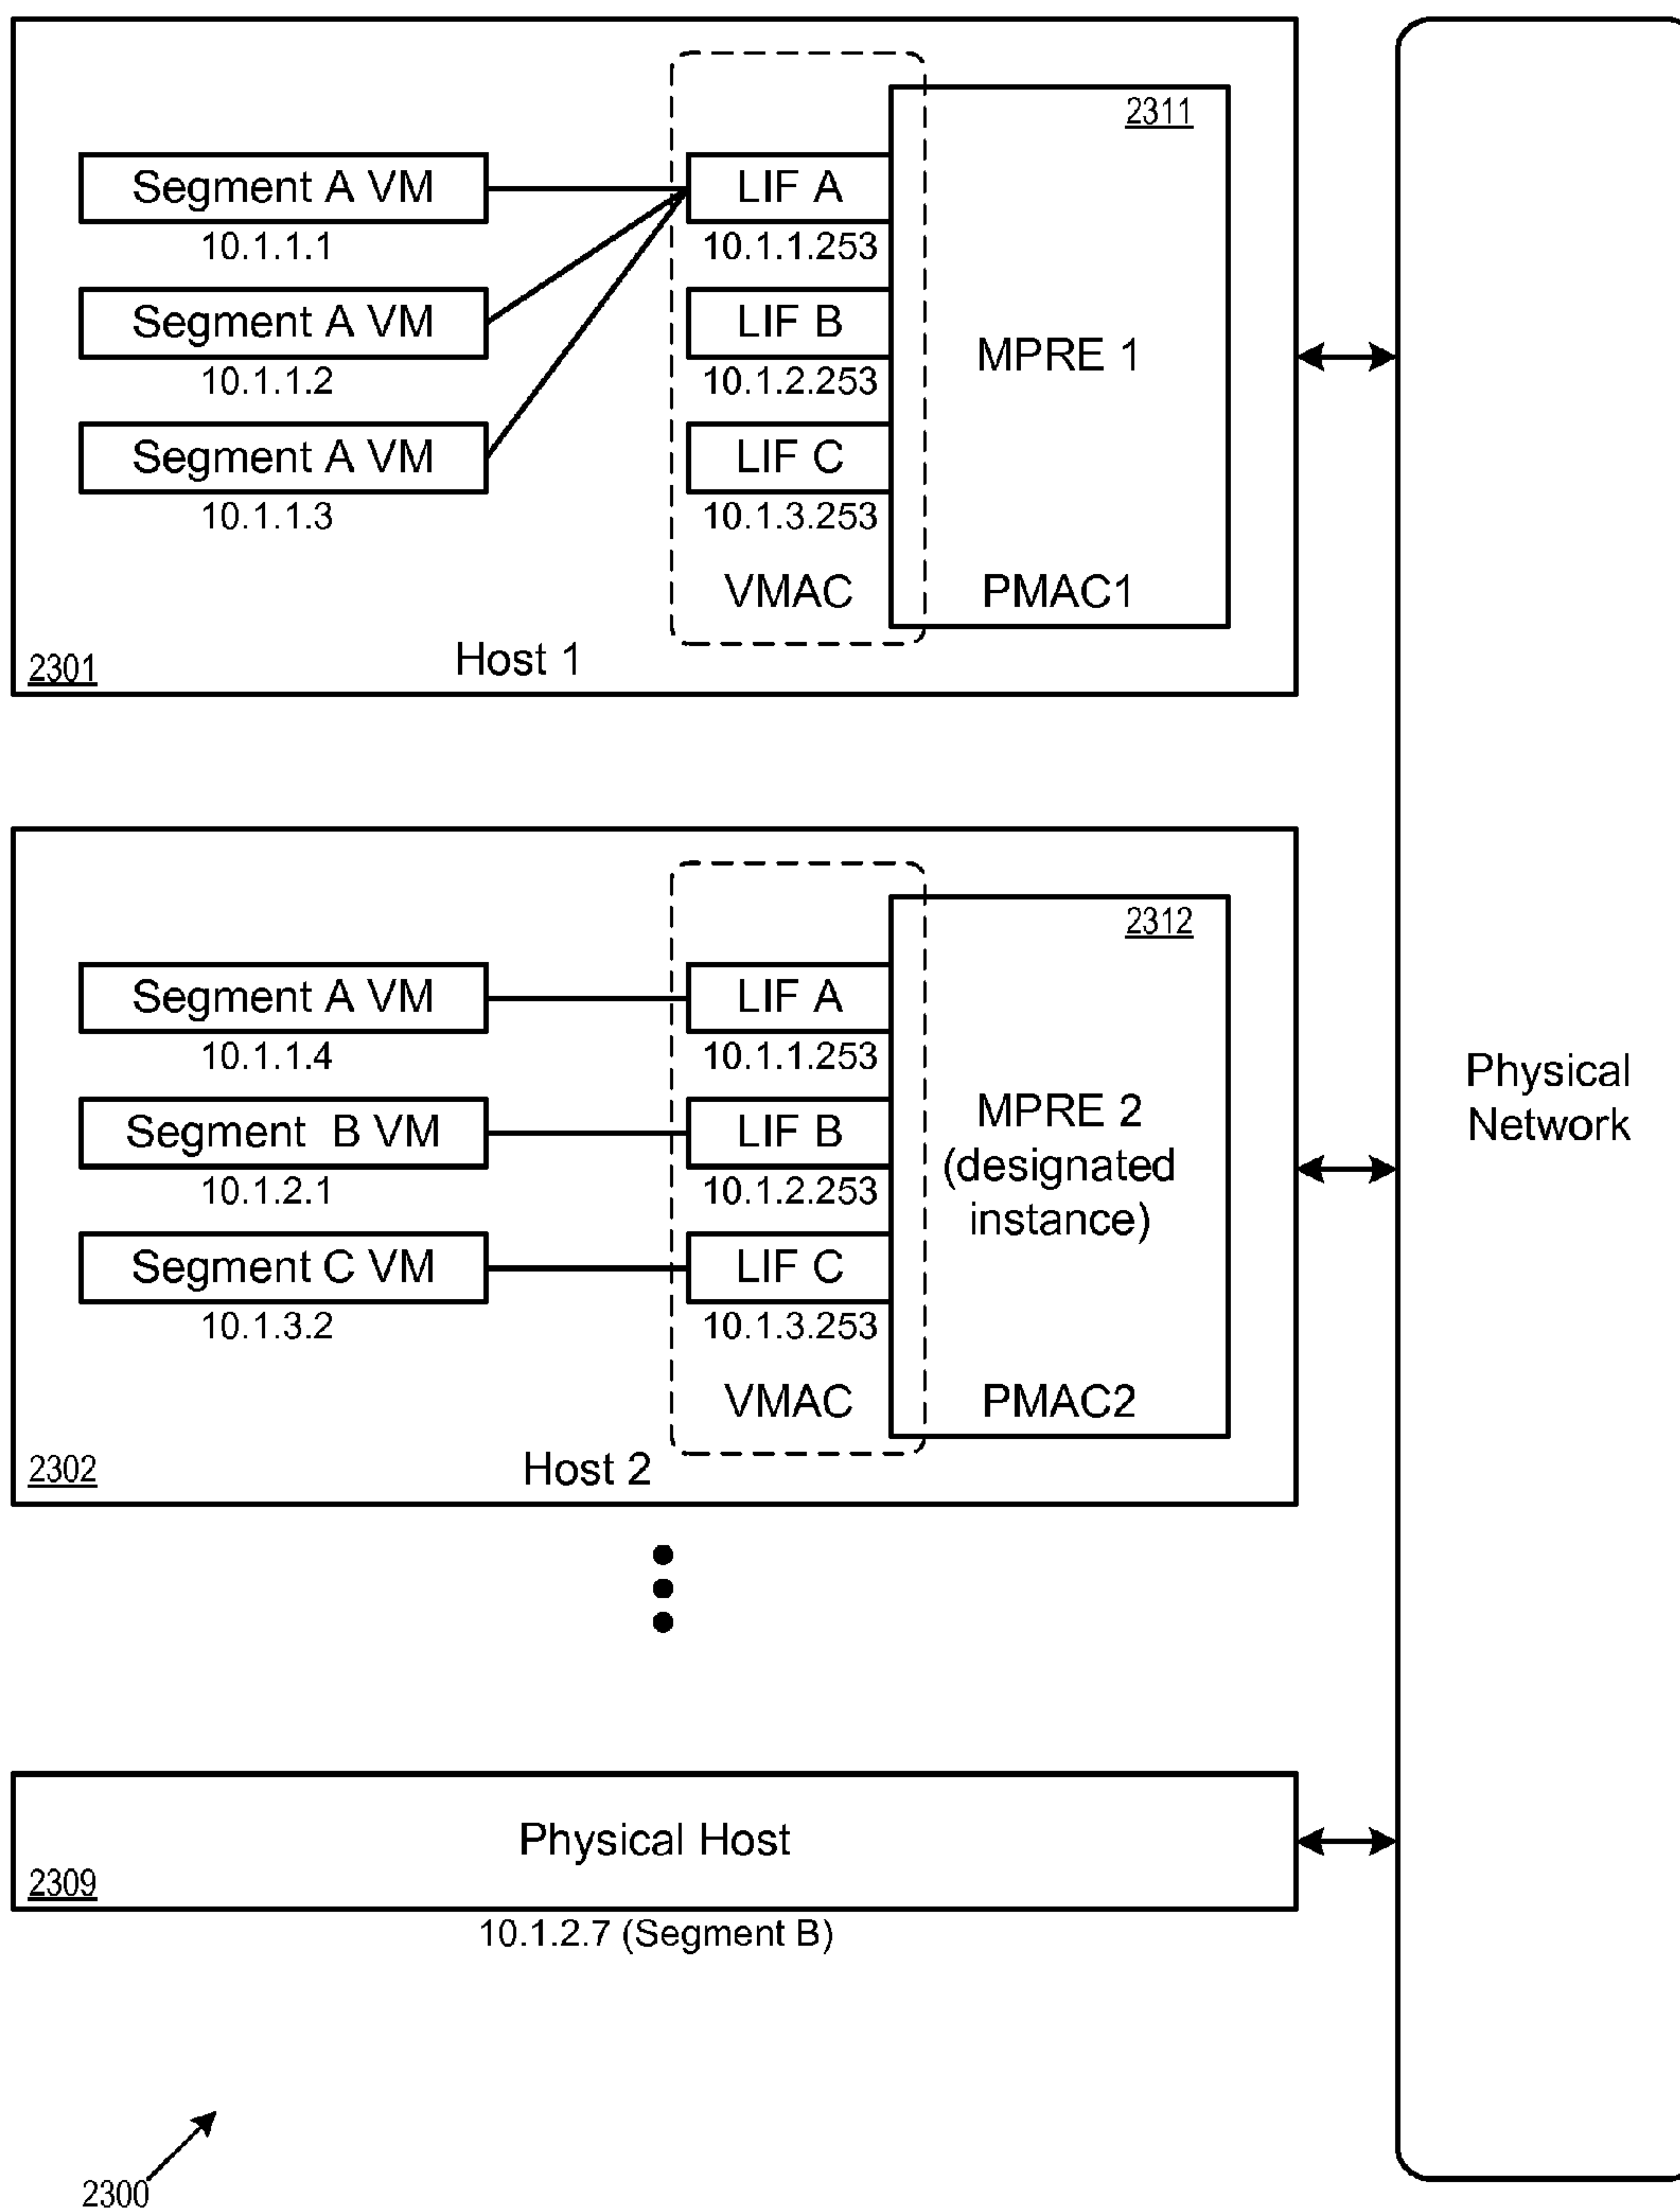 2311
Segment A VM
LIF A
10.1.1.1
10.1.1.253
Segment A VM
LIF B
MPRE 1
10.1.1.2
10.1.2.253
Segment A VM
LIF C
10.1.1.3
10.1.3.253
VMAC
PMAC1
2301
Host 1
2312
Segment A VM
LIF A
10.1.1.4
10.1.1.253
Segment B VM
LIF B
MPRE 2
(designated
instance)
10.1.2.1
10.1.2.253
Segment C VM
LIF C
10.1.3.2
10.1.3.253
VMAC
PMAC2
2302
Host 2
Physical
Network
Physical Host
2309
10.1.2.7 (Segment B)
2300